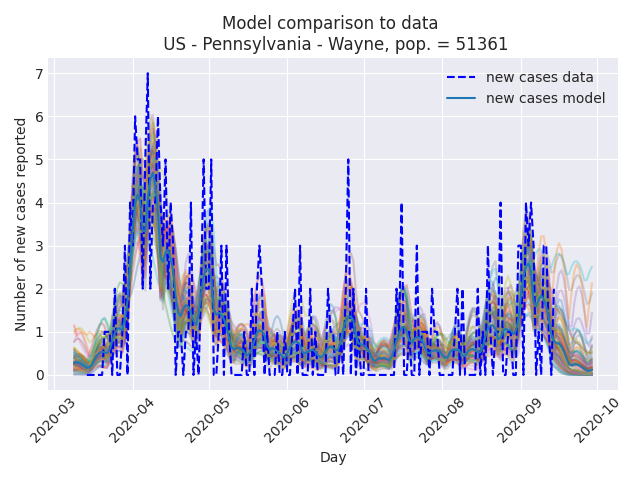 Model comparison to data
US - Pennsylvania - Wayne, pop. = 51361
new cases data
new cases model
Number of new cases reported
7
6
5
4
3
2
1
0
2020-03
2020-04
2020-05
2020-06
2020-07
2020-08
2020-09
2020-10
Day